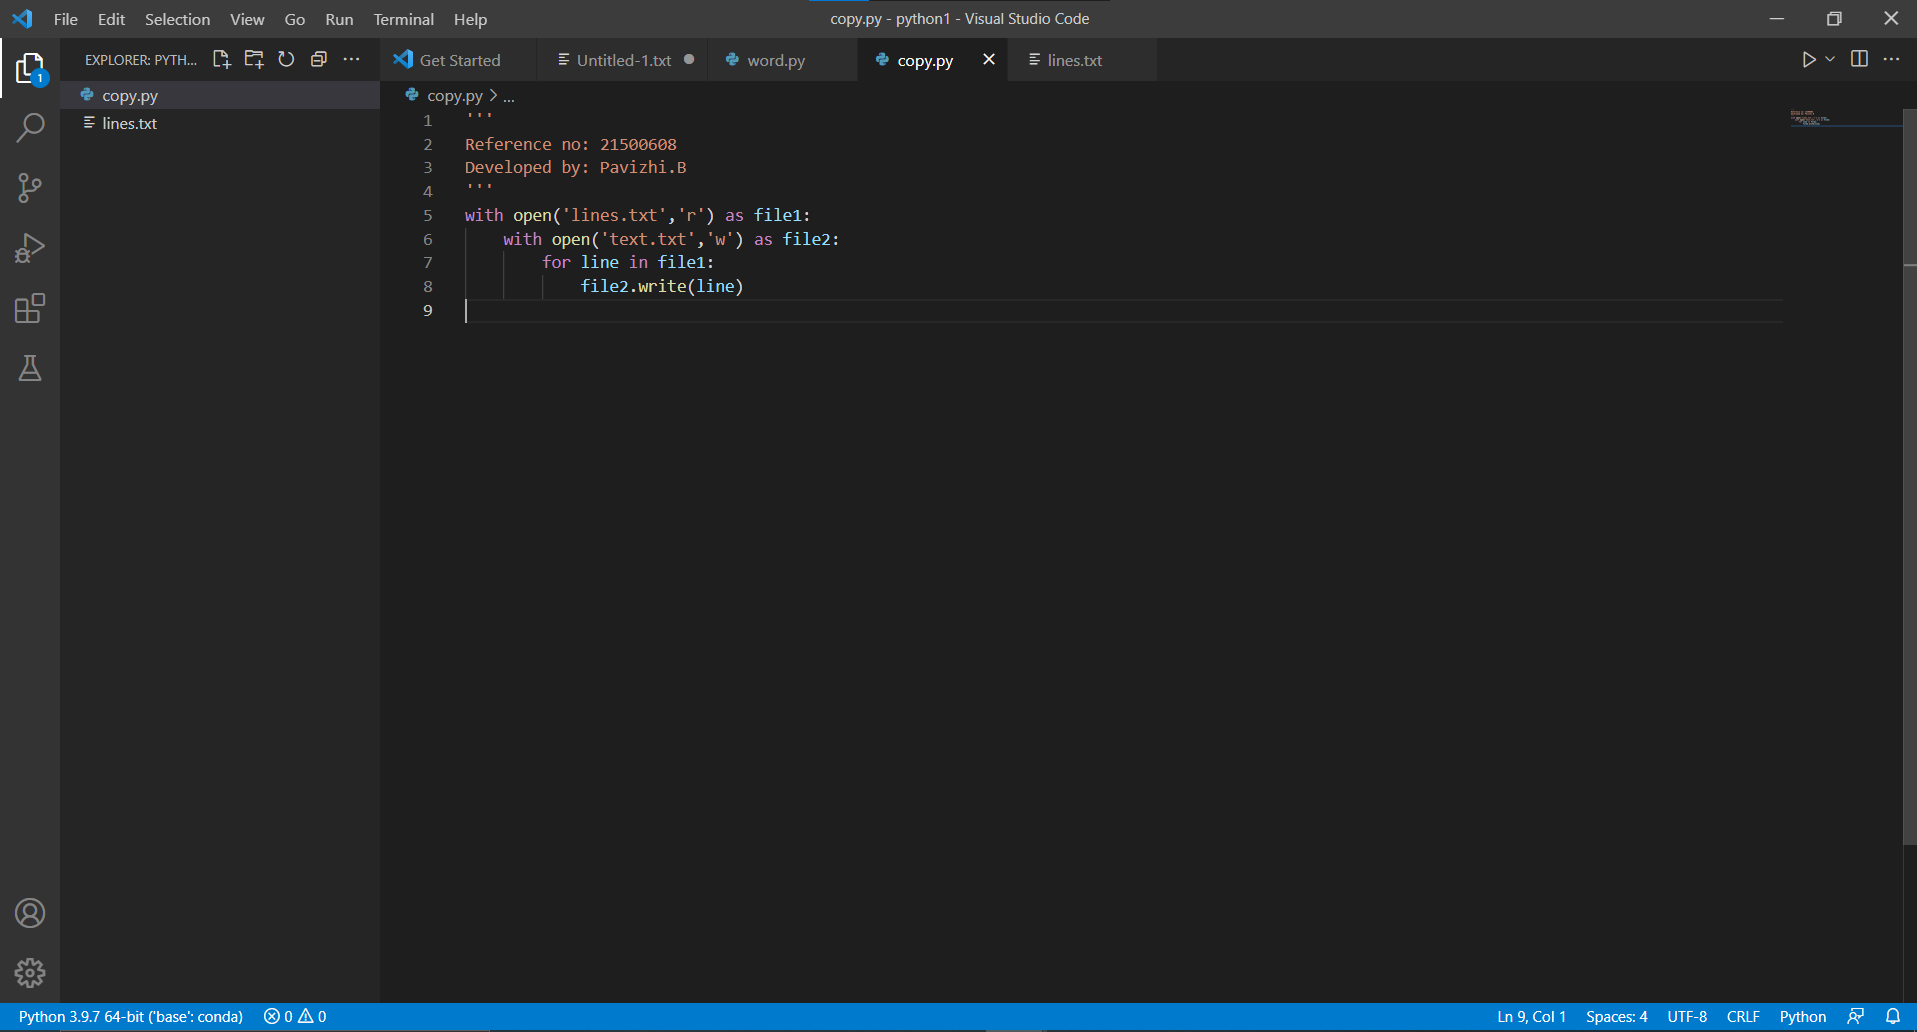 File Edit Selection View Go Run Terminal Help
copy.py - python1 - Visual Studio Code
1
EXPLORER: PYTH...
copy.py
lines.txt
Get Started
Untitled-1.txt
word.py
copy.py
lines.txt
copy.py > ...
1 '''
2 Reference no: 21500608
3 Developed by: Pavizhi.B
4 '''
5 with open('lines.txt','r') as file1:
6     with open('text.txt','w') as file2:
7         for line in file1:
8             file2.write(line)
9
Python 3.9.7 64-bit ('base': conda) 0 0
Ln 9, Col 1 Spaces: 4 UTF-8 CRLF Python